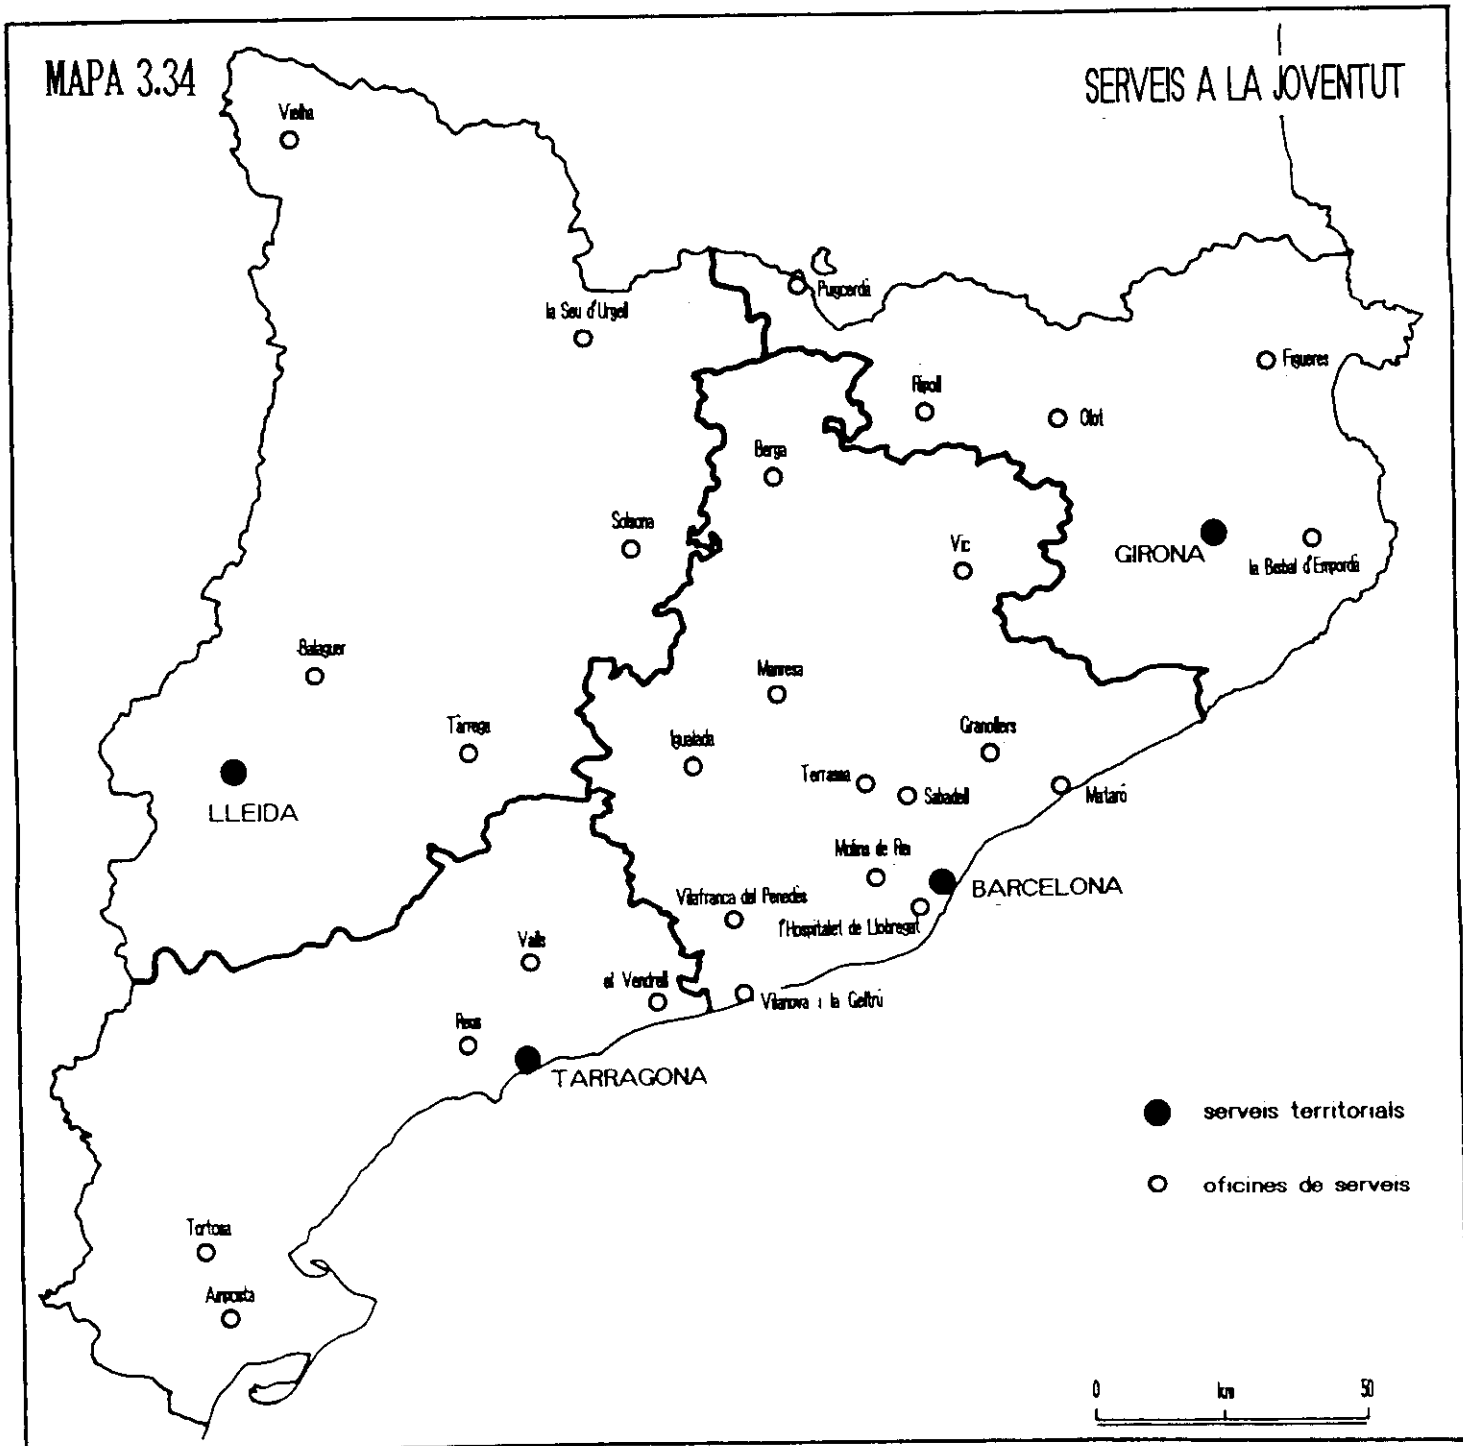 MAPA 3.34
SERVEIS A LA JOVENTUT
Vielha
Puigcerdà
la Seu d'Urgell
Figueres
Ripoll
Olot
Berga
Solsona
Vic
GIRONA
la Bisbal d'Empordà
Balaguer
Manresa
Tàrrega
Igualada
Granollers
Terrassa
Sabadell
Mataró
LLEIDA
Molins de Rei
BARCELONA
Vilafranca del Penedès
l'Hospitalet de Llobregat
Valls
el Vendrell
Vilanova i la Geltrú
Reus
TARRAGONA
serveis territorials
oficines de serveis
Tortosa
Amposta
0 km 50